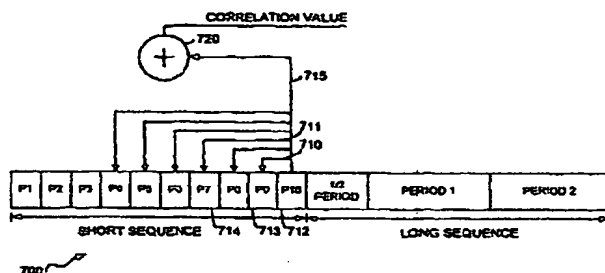 CORRELATION VALUE
720
+
715
711
710
P1 P2 P3 P4 P5 P6 P7 P8 P9 P10 1/2 PERIOD PERIOD 1 PERIOD 2
SHORT SEQUENCE 714 713 712 LONG SEQUENCE
700